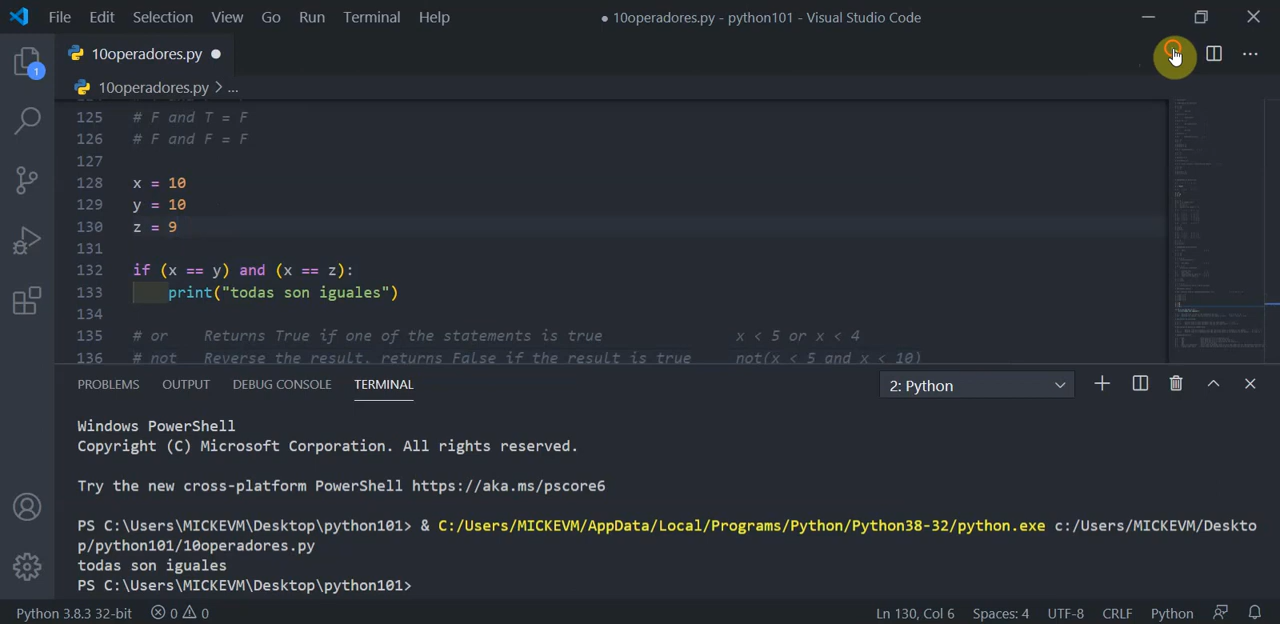 File Edit Selection View Go Run Terminal Help
● 10operadores.py - python101 - Visual Studio Code
10operadores.py ●
10operadores.py > ...
125 # F and T = F
126 # F and F = F
127
128 x = 10
129 y = 10
130 z = 9
131
132 if (x == y) and (x == z):
133 print("todas son iguales")
134
135 # or Returns True if one of the statements is true x < 5 or x < 4
136 # not Reverse the result, returns False if the result is true not(x < 5 and x < 10)
1
PROBLEMS OUTPUT DEBUG CONSOLE TERMINAL 2: Python
Windows PowerShell
Copyright (C) Microsoft Corporation. All rights reserved.
Try the new cross-platform PowerShell https://aka.ms/pscore6
PS C:\Users\MICKEVM\Desktop\python101> & C:/Users/MICKEVM/AppData/Local/Programs/Python/Python38-32/python.exe c:/Users/MICKEVM/Deskto
p/python101/10operadores.py
todas son iguales
PS C:\Users\MICKEVM\Desktop\python101>
Python 3.8.3 32-bit 0 0 Ln 130, Col 6 Spaces: 4 UTF-8 CRLF Python